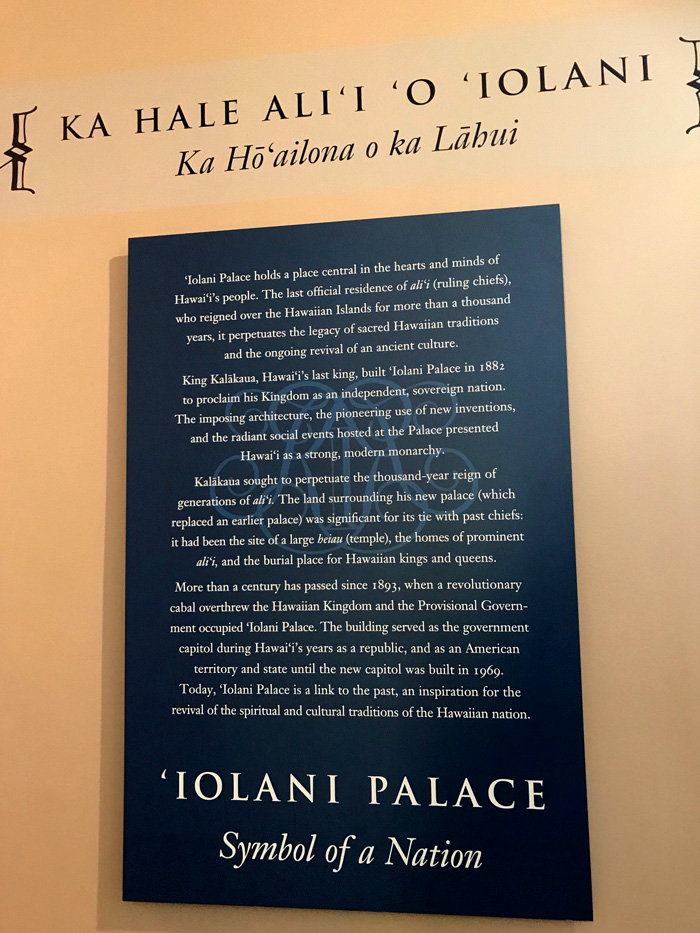 KA HALE ALIʻI ʻO ʻIOLANI
Ka Hōʻailona o ka Lāhui
ʻIolani Palace holds a place central in the hearts and minds of
Hawaiʻi's people. The last official residence of aliʻi (ruling chiefs),
who reigned over the Hawaiian Islands for more than a thousand
years, it perpetuates the legacy of sacred Hawaiian traditions
and the ongoing revival of an ancient culture.
King Kalākaua, Hawaiʻi's last king, built ʻIolani Palace in 1882
to proclaim his Kingdom as an independent, sovereign nation.
The imposing architecture, the pioneering use of new inventions,
and the radiant social events hosted at the Palace presented
Hawaiʻi as a strong, modern monarchy.
Kalākaua sought to perpetuate the thousand-year reign of
generations of aliʻi. The land surrounding his new palace (which
replaced an earlier palace) was significant for its tie with past chiefs:
it had been the site of a large heiau (temple), the homes of prominent
aliʻi, and the burial place for Hawaiian kings and queens.
More than a century has passed since 1893, when a revolutionary
cabal overthrew the Hawaiian Kingdom and the Provisional Govern-
ment occupied ʻIolani Palace. The building served as the government
capitol during Hawaiʻi's years as a republic, and as an American
territory and state until the new capitol was built in 1969.
Today, ʻIolani Palace is a link to the past, an inspiration for the
revival of the spiritual and cultural traditions of the Hawaiian nation.
ʻIOLANI PALACE
Symbol of a Nation